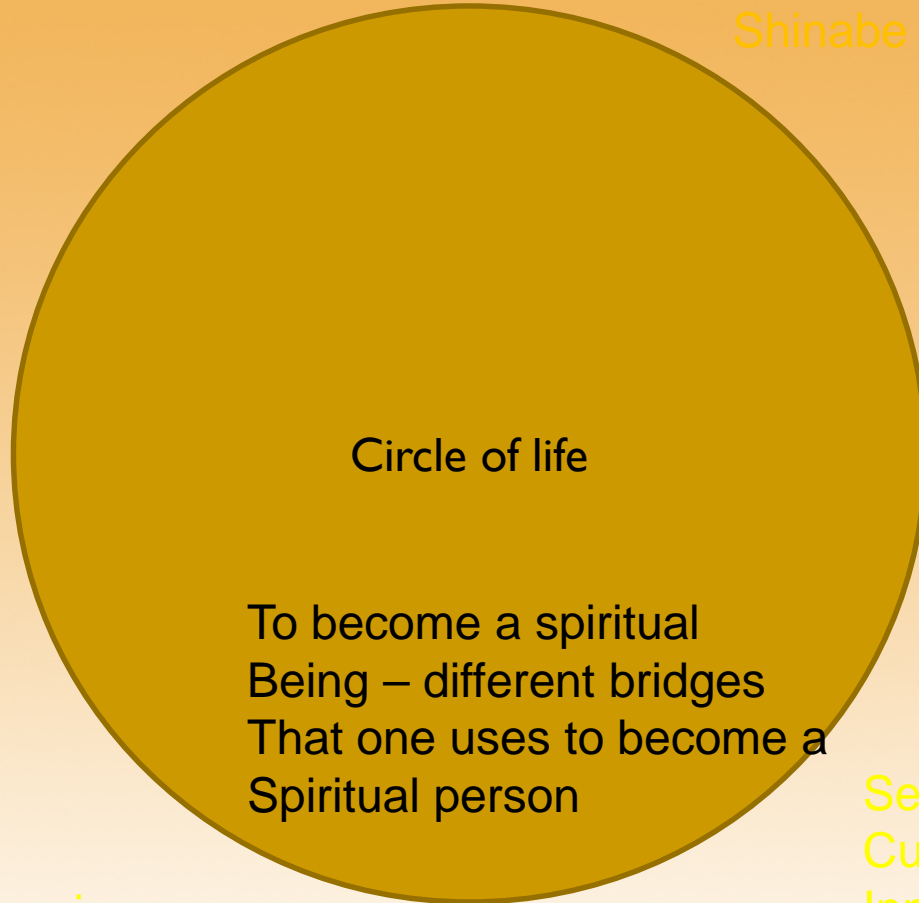 Shinabe
Circle of life
To become a spiritual
Being – different bridges
That one uses to become a
Spiritual person